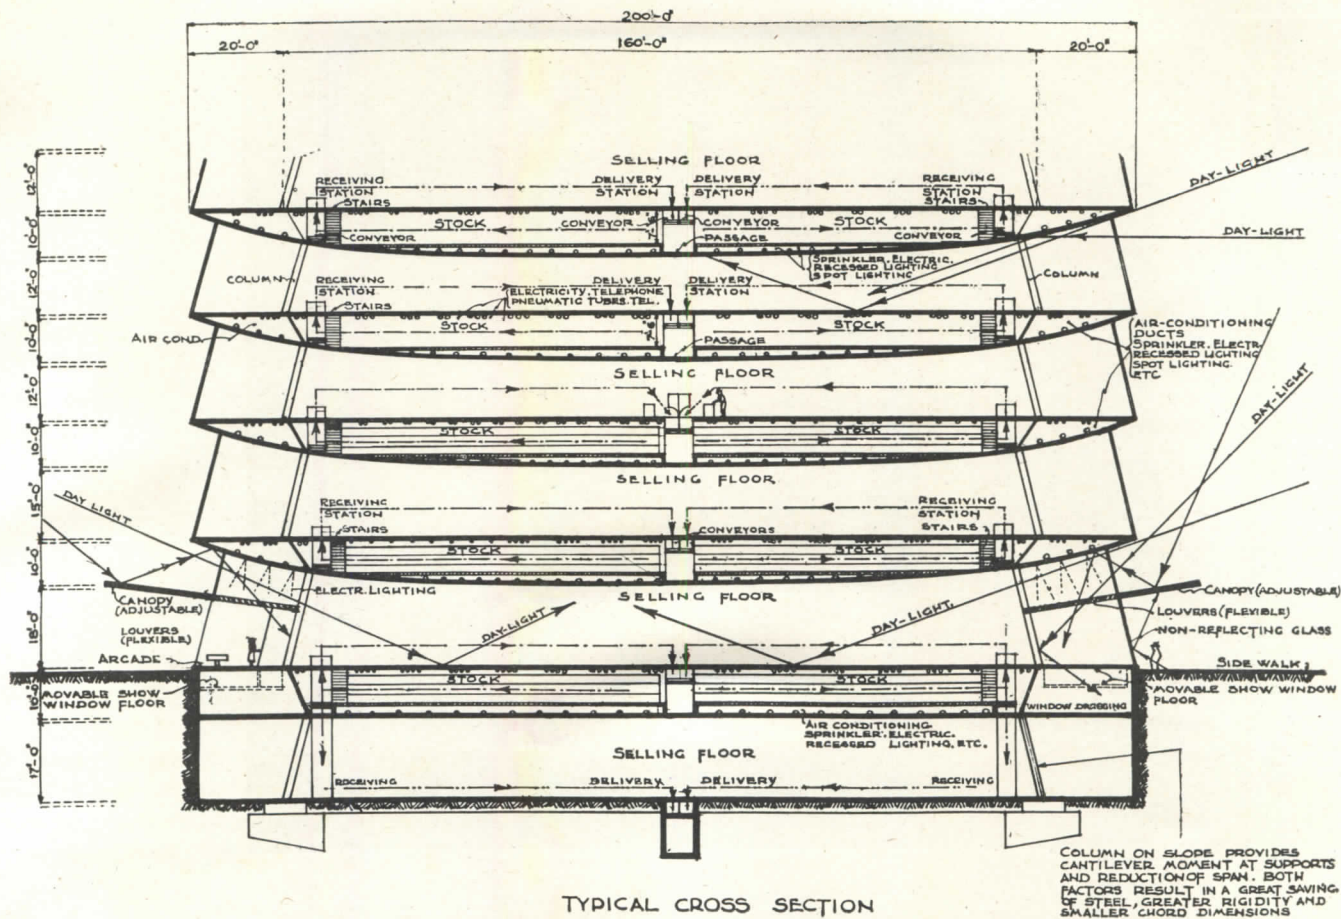 200'-0"
20'-0" 160'-0" 20'-0"
SELLING FLOOR
DAY-LIGHT
12'-0"
RECEIVING STATION
DELIVERY STATION
DELIVERY STATION
RECEIVING STATION
STAIRS
STAIRS
10'-0"
STOCK
CONVEYOR
CONVEYOR
STOCK
CONVEYOR
CONVEYOR
PASSAGE
DAY-LIGHT
SPRINKLER. ELECTRIC.
RECESSED LIGHTING
SPOT LIGHTING
12'-0"
COLUMN
RECEIVING
STATION
DELIVERY
DELIVERY
STATION
COLUMN
ELECTRICITY. TELEPHONE
PNEUMATIC TUBES. TEL.
STAIRS
10'-0"
AIR COND.
STOCK
STOCK
PASSAGE
AIR-CONDITIONING
DUCTS
SPRINKLER. ELECTR.
RECESSED LIGHTING
SPOT LIGHTING
ETC
SELLING FLOOR
12'-0"
DAY-LIGHT
10'-0"
STOCK
STOCK
SELLING FLOOR
15'-0"
DAY LIGHT
RECEIVING
STATION
RECEIVING
STATION
STAIRS
CONVEYORS
STAIRS
10'-0"
STOCK
STOCK
CANOPY
(ADJUSTABLE)
ELECTR. LIGHTING
SELLING FLOOR
CANOPY (ADJUSTABLE)
LOUVERS (FLEXIBLE)
18'-0"
LOUVERS
(FLEXIBLE)
DAY-LIGHT
DAY-LIGHT.
NON-REFLECTING GLASS
ARCADE
SIDE WALK
MOVABLE SHOW
WINDOW FLOOR
STOCK
STOCK
MOVABLE SHOW WINDOW
FLOOR
WINDOW DRESSING
AIR CONDITIONING
SPRINKLER. ELECTRIC.
RECESSED LIGHTING, ETC.
17'-0"
SELLING FLOOR
RECEIVING
DELIVERY
DELIVERY
RECEIVING
COLUMN ON SLOPE PROVIDES
CANTILEVER MOMENT AT SUPPORTS
AND REDUCTION OF SPAN. BOTH
FACTORS RESULT IN A GREAT SAVING
OF STEEL, GREATER RIGIDITY AND
SMALLER CHORD DIMENSIONS
TYPICAL CROSS SECTION